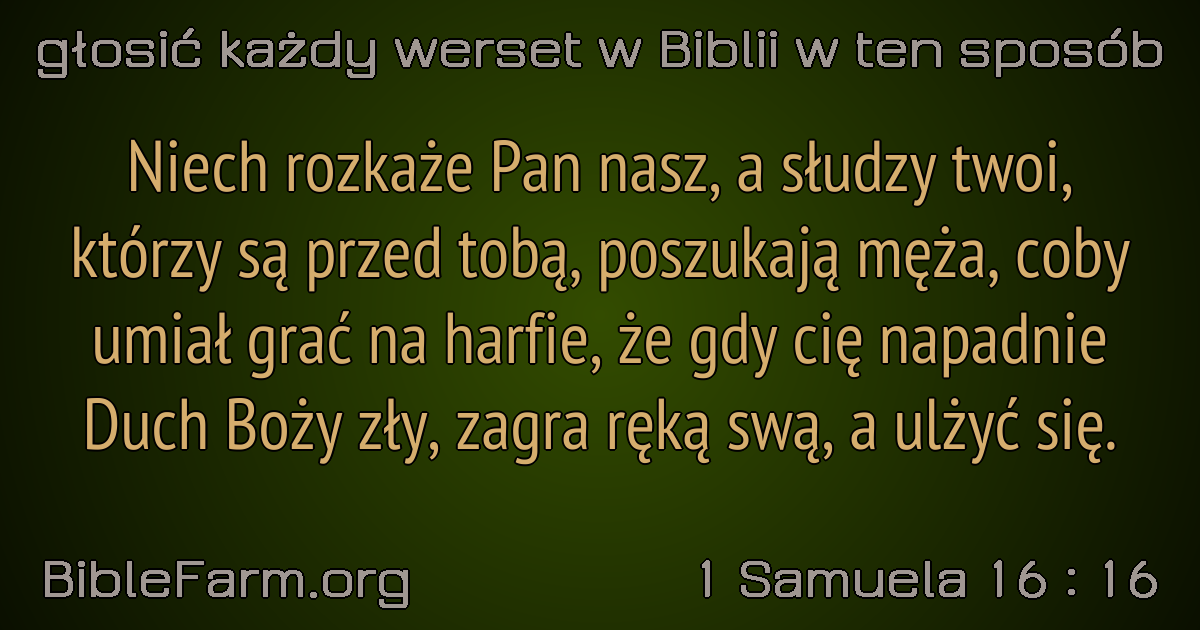 głosić każdy werset w Biblii w ten sposób
Niech rozkaże Pan nasz, a słudzy twoi,
którzy są przed tobą, poszukają męża, coby
umiał grać na harfie, że gdy cię napadnie
Duch Boży zły, zagra ręką swą, a ulżyć się.
BibleFarm.org
1 Samuela 16 : 16